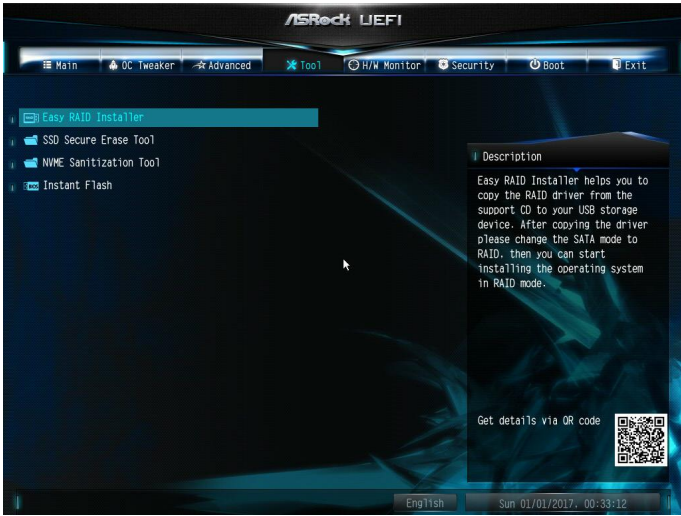 ASRock UEFI
Main OC Tweaker Advanced Tool H/W Monitor Security Boot Exit
Easy RAID Installer
SSD Secure Erase Tool
NVME Sanitization Tool
Instant Flash
Description
Easy RAID Installer helps you to
copy the RAID driver from the
support CD to your USB storage
device. After copying the driver
please change the SATA mode to
RAID, then you can start
installing the operating system
in RAID mode.
Get details via QR code
English
Sun 01/01/2017, 00:33:12